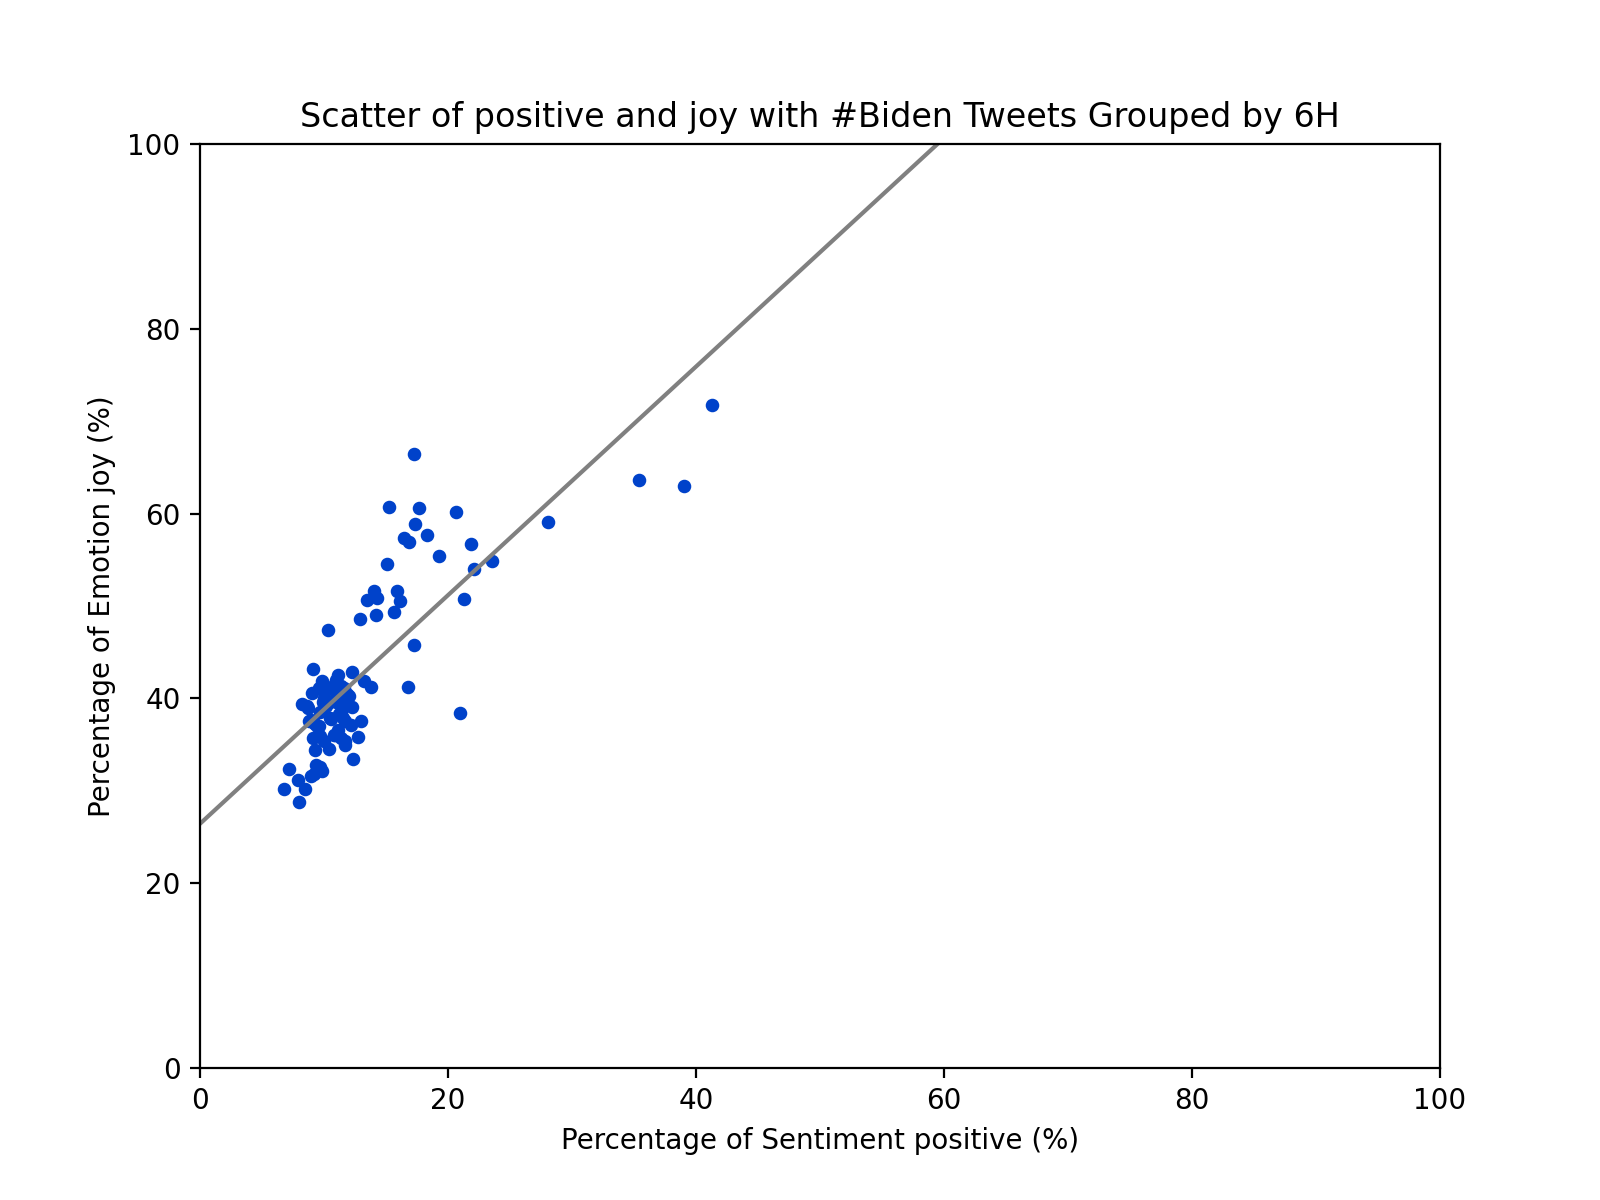 Scatter of positive and joy with #Biden Tweets Grouped by 6H
100
80
60
40
20
0
Percentage of Emotion joy (%)
0 20 40 60 80 100
Percentage of Sentiment positive (%)